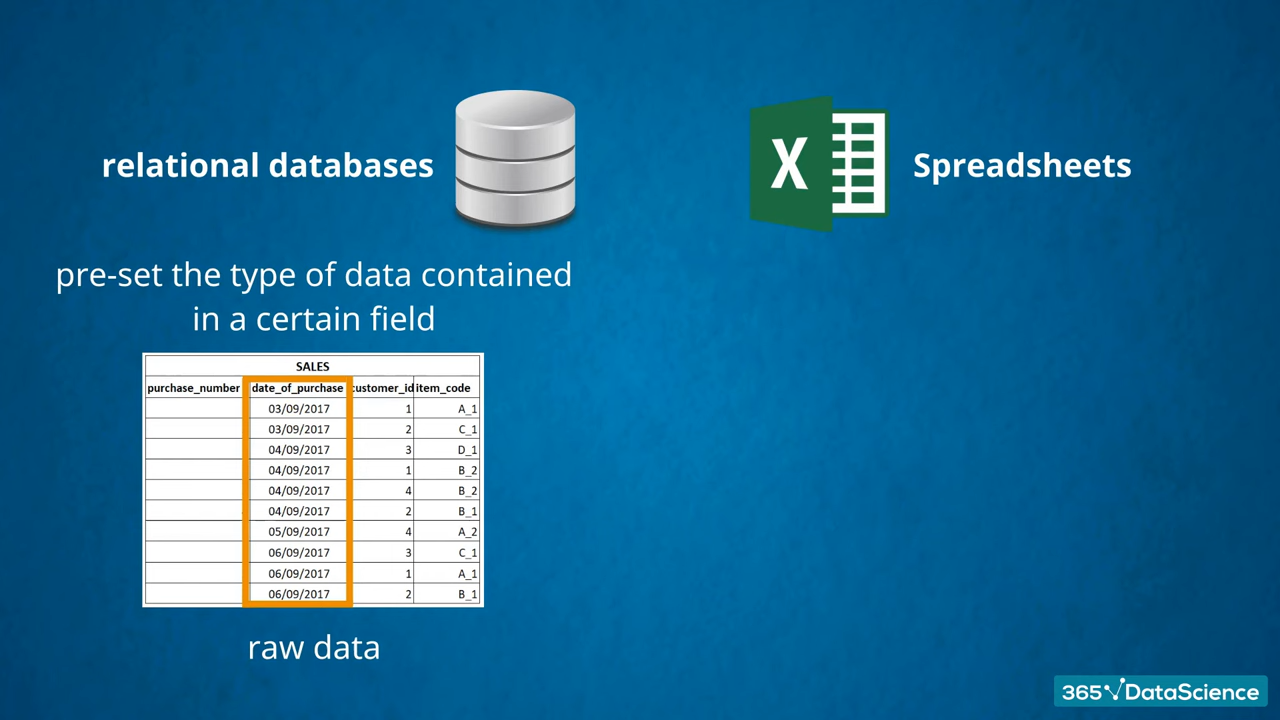 relational databases
X
Spreadsheets
pre-set the type of data contained
in a certain field
SALES
purchase_number date_of_purchase customer_id item_code
03/09/2017 1 A_1
03/09/2017 2 C_1
04/09/2017 3 D_1
04/09/2017 1 B_2
04/09/2017 4 B_2
04/09/2017 2 B_1
05/09/2017 4 A_2
06/09/2017 3 C_1
06/09/2017 1 A_1
06/09/2017 2 B_1
raw data
365 DataScience